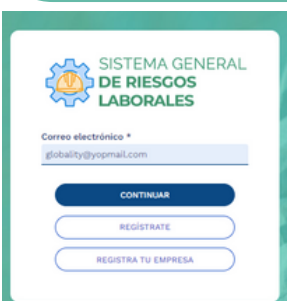 SISTEMA GENERAL
DE RIESGOS
LABORALES
Correo electrónico *
globality@yopmail.com
CONTINUAR
REGÍSTRATE
REGISTRA TU EMPRESA